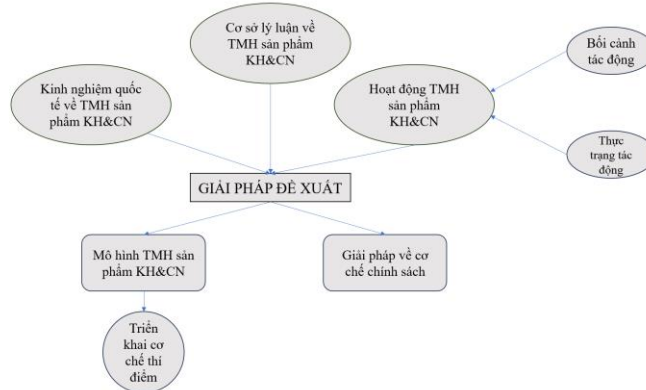 Cơ sở lý luận về
TMH sản phẩm
KH&CN
Bối cảnh
tác động
Kinh nghiệm quốc
tế về TMH sản
phẩm KH&CN
Hoạt động TMH
sản phẩm
KH&CN
Thực
trạng tác
động
GIẢI PHÁP ĐỀ XUẤT
Mô hình TMH sản
phẩm KH&CN
Giải pháp về cơ
chế chính sách
Triển
khai cơ
chế thí
điểm